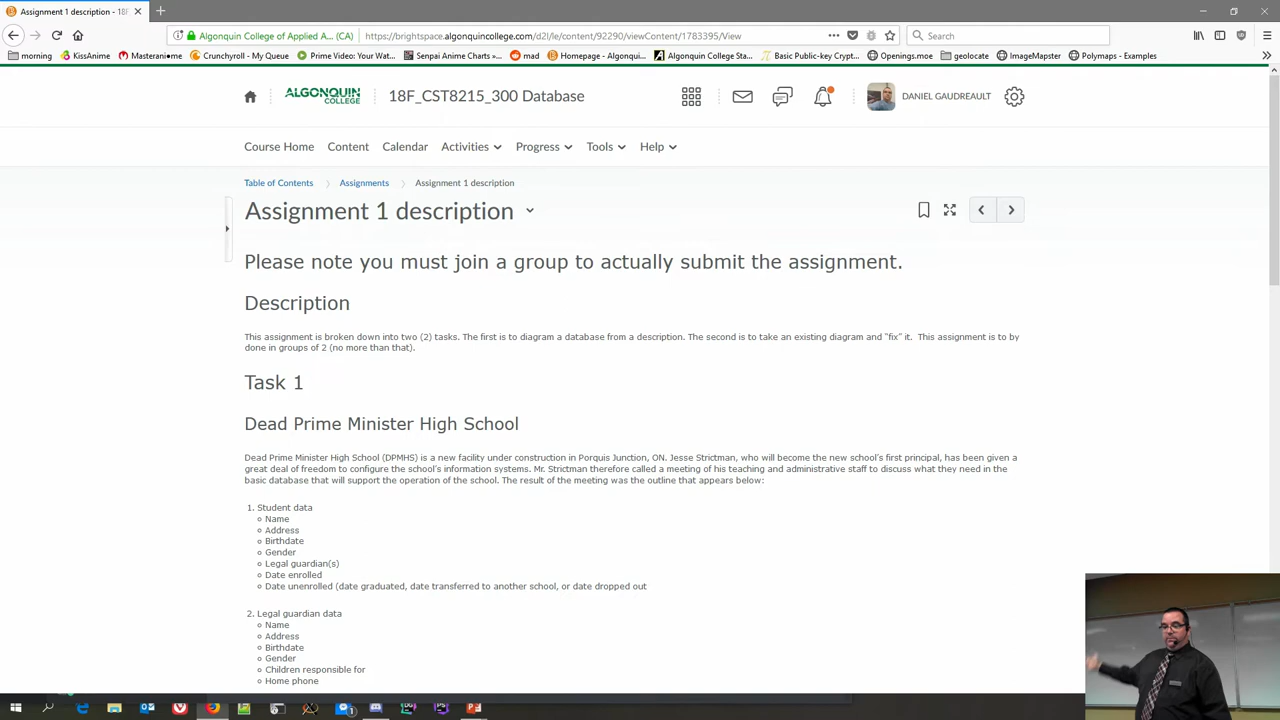 Assignment 1 description - 18F
Algonquin College of Applied A... (CA)
https://brightspace.algonquincollege.com/d2l/le/content/92290/viewContent/1783395/View
Search
morning
KissAnime
Masteranime
Crunchyroll - My Queue
Prime Video: Your Wat...
Senpai Anime Charts »...
mad
Homepage - Algonqui...
Algonquin College Sta...
Basic Public-key Crypt...
Openings.moe
geolocate
ImageMapster
Polymaps - Examples
ALGONQUIN
COLLEGE
18F_CST8215_300 Database
DANIEL GAUDREAULT
Course Home
Content
Calendar
Activities
Progress
Tools
Help
Table of Contents
Assignments
Assignment 1 description
Assignment 1 description
Please note you must join a group to actually submit the assignment.
Description
This assignment is broken down into two (2) tasks. The first is to diagram a database from a description. The second is to take an existing diagram and "fix" it. This assignment is to by
done in groups of 2 (no more than that).
Task 1
Dead Prime Minister High School
Dead Prime Minister High School (DPMHS) is a new facility under construction in Porquis Junction, ON. Jesse Strictman, who will become the new school's first principal, has been given a
great deal of freedom to configure the school's information systems. Mr. Strictman therefore called a meeting of his teaching and administrative staff to discuss what they need in the
basic database that will support the operation of the school. The result of the meeting was the outline that appears below:
1. Student data
Name
Address
Birthdate
Gender
Legal guardian(s)
Date enrolled
Date unenrolled (date graduated, date transferred to another school, or date dropped out
2. Legal guardian data
Name
Address
Birthdate
Gender
Children responsible for
Home phone